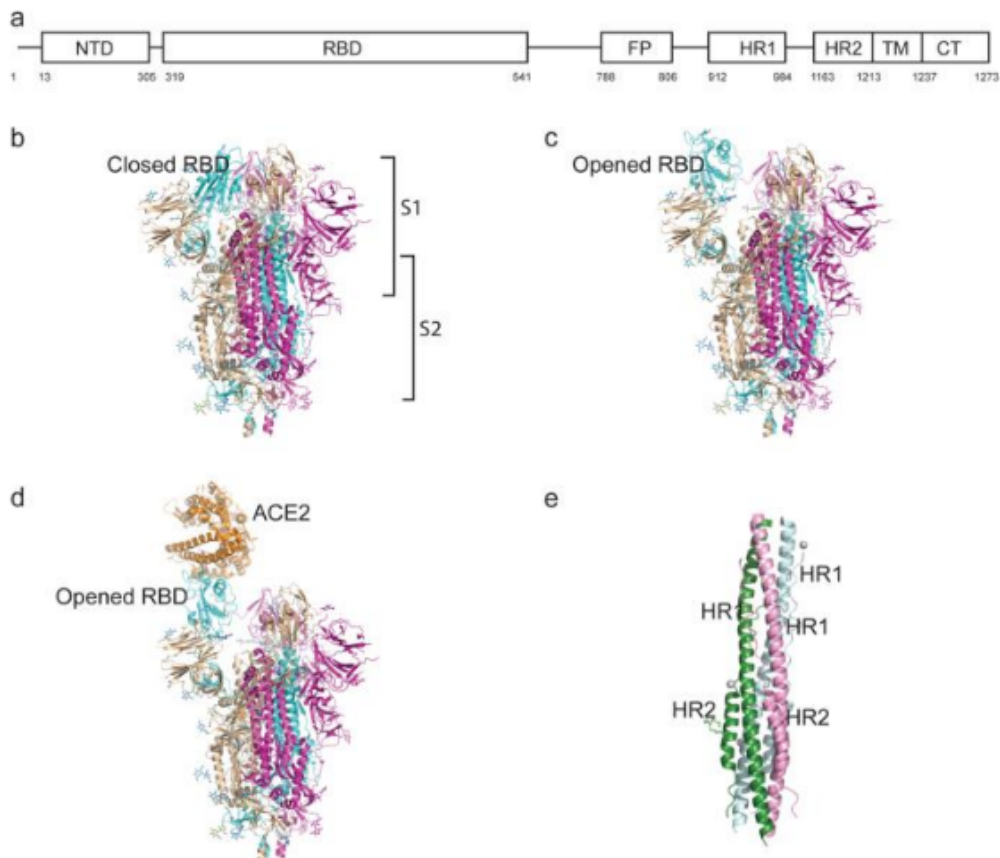 a
NTD RBD FP HR1 HR2 TM CT
1 13 305 319 541 788 806 912 984 1163 1213 1237 1273
b
Closed RBD
S1
S2
c
Opened RBD
d
ACE2
Opened RBD
e
HR1
HR1
HR1
HR2
HR2